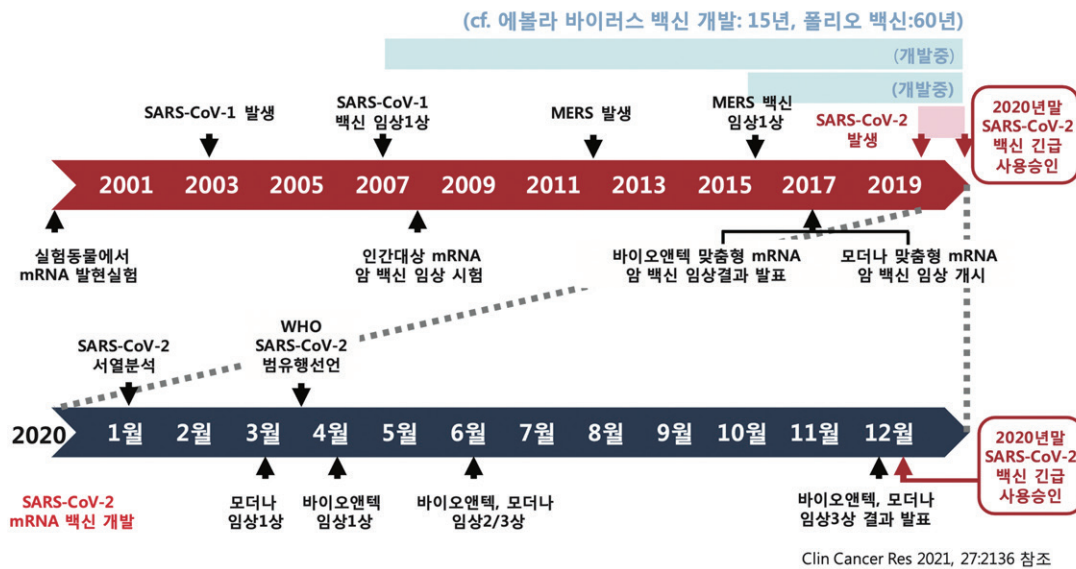 (cf. 에볼라 바이러스 백신 개발: 15년, 폴리오 백신:60년)
(개발중)
(개발중)
SARS-CoV-1 발생
SARS-CoV-1
백신 임상1상
MERS 발생
MERS 백신
임상1상
SARS-CoV-2
발생
2020년말
SARS-CoV-2
백신 긴급
사용승인
2001 2003 2005 2007 2009 2011 2013 2015 2017 2019
실험동물에서
mRNA 발현실험
인간대상 mRNA
암 백신 임상 시험
바이오앤텍 맞춤형 mRNA
암 백신 임상결과 발표
모더나 맞춤형 mRNA
암 백신 임상 개시
SARS-CoV-2
서열분석
WHO
SARS-CoV-2
범유행선언
2020 1월 2월 3월 4월 5월 6월 7월 8월 9월 10월 11월 12월
SARS-CoV-2
mRNA 백신 개발
모더나
임상1상
바이오앤텍
임상1상
바이오앤텍, 모더나
임상2/3상
바이오앤텍, 모더나
임상3상 결과 발표
2020년말
SARS-CoV-2
백신 긴급
사용승인
Clin Cancer Res 2021, 27:2136 참조